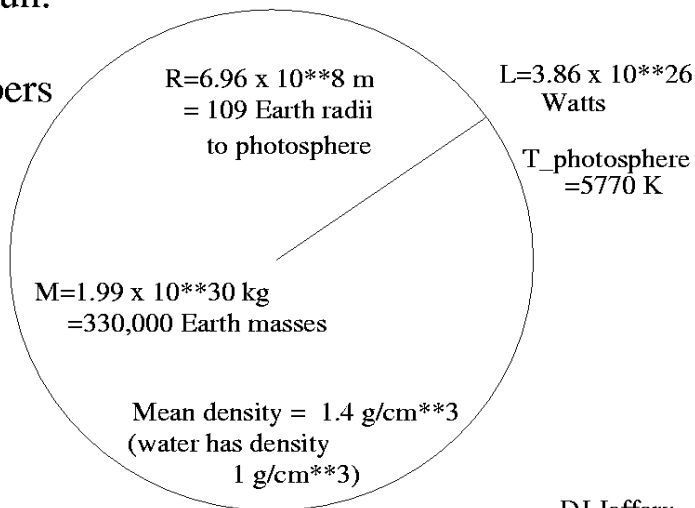 R=6.96 x 10**8 m
= 109 Earth radii
to photosphere
L=3.86 x 10**26
Watts
T_photosphere
=5770 K
M=1.99 x 10**30 kg
=330,000 Earth masses
Mean density = 1.4 g/cm**3
(water has density
1 g/cm**3)